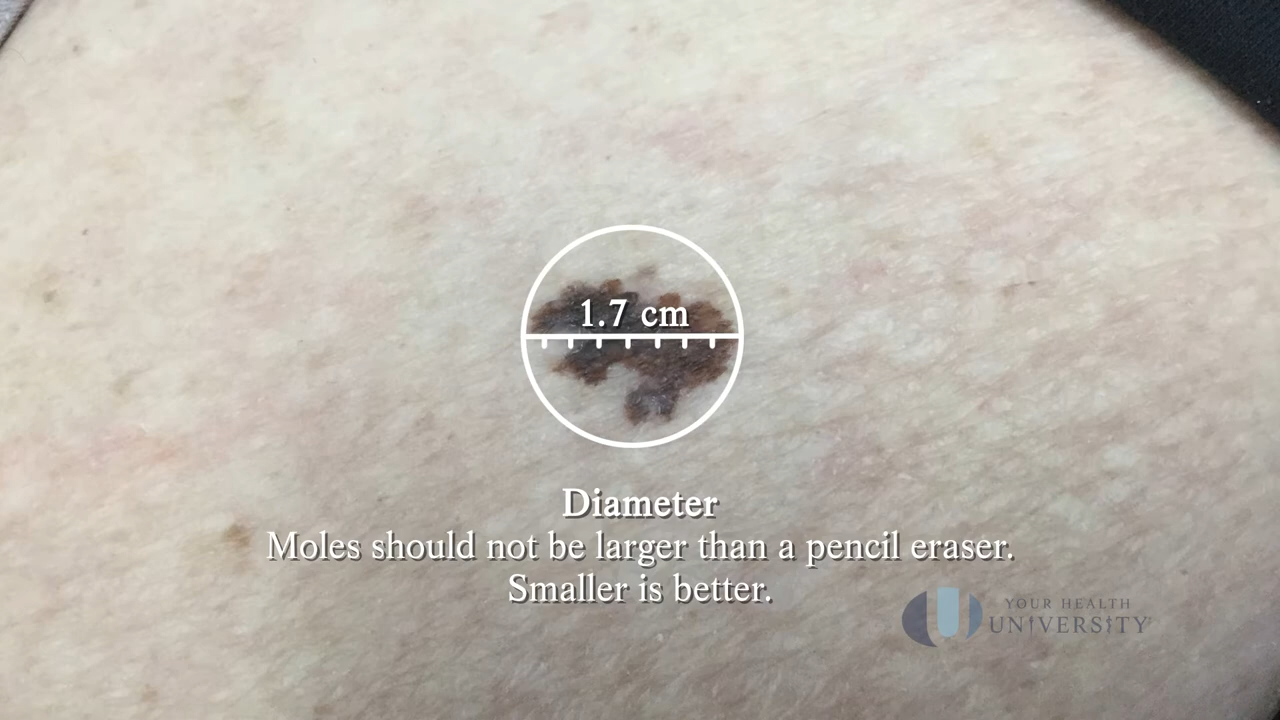 1.7 cm
Diameter
Moles should not be larger than a pencil eraser.
Smaller is better.
YOUR HEALTH
UNIVERSITY